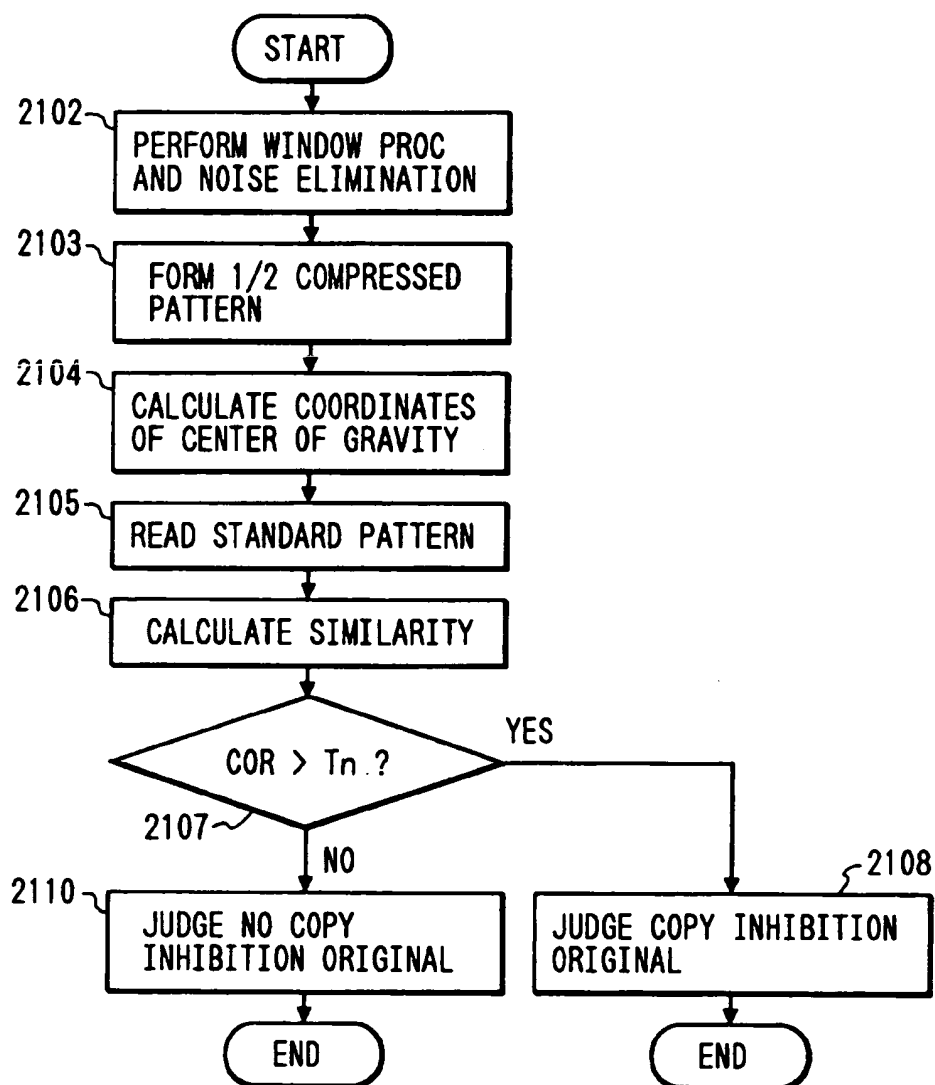 START
2102
PERFORM WINDOW PROC
AND NOISE ELIMINATION
2103
FORM 1/2 COMPRESSED
PATTERN
2104
CALCULATE COORDINATES
OF CENTER OF GRAVITY
2105
READ STANDARD PATTERN
2106
CALCULATE SIMILARITY
COR > Tn ?
YES
2107
NO
2110
JUDGE NO COPY
INHIBITION ORIGINAL
2108
JUDGE COPY INHIBITION
ORIGINAL
END
END